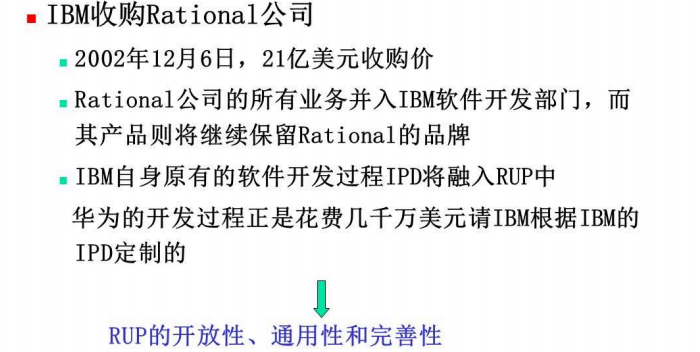 IBM收购Rational公司
2002年12月6日，21亿美元收购价
Rational公司的所有业务并入IBM软件开发部门，而
其产品则将继续保留Rational的品牌
IBM自身原有的软件开发过程IPD将融入RUP中
华为的开发过程正是花费几千万美元请IBM根据IBM的
IPD定制的
RUP的开放性、通用性和完善性